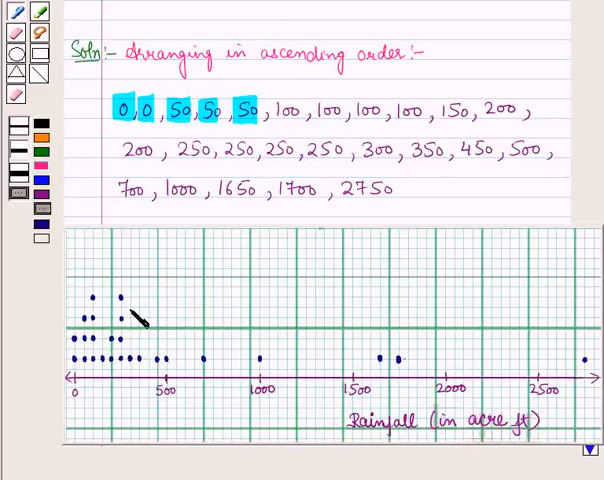 Soln:- Arranging in ascending order:-
0, 0, 50, 50, 50, 100, 100, 100, 100, 150, 200,
200, 250, 250, 250, 250, 300, 350, 450, 500,
700, 1000, 1650, 1700, 2750
0 500 1000 1500 2000 2500
Rainfall (in acre ft)